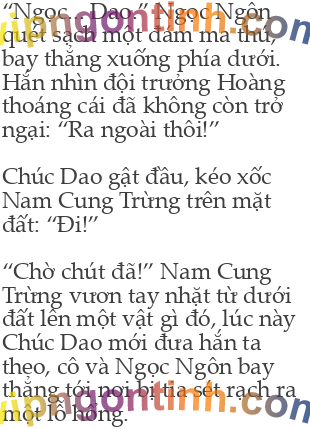 “Ngọc... Dao.” Ngọc Ngôn
quét sạch một đám ma thú,
bay thẳng xuống phía dưới.
Hắn nhìn đội trưởng Hoàng
thoáng cái đã không còn trở
ngại: “Ra ngoài thôi!”
Chúc Dao gật đầu, kéo xốc
Nam Cung Trừng trên mặt
đất: “Đi!”
“Chờ chút đã!” Nam Cung
Trừng vươn tay nhặt từ dưới
đất lên một vật gì đó, lúc này
Chúc Dao mới đưa hắn ta
theo, cô và Ngọc Ngôn bay
thẳng tới nơi bị tia sét rạch ra
một lỗ hổng.